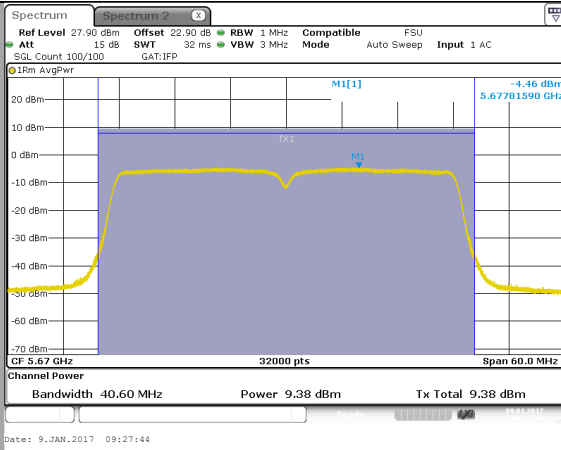 Spectrum
Spectrum 2 X
Ref Level 27.90 dBm Offset 22.90 dB RBW 1 MHz Compatible FSU
Att 15 dB SWT 32 ms VBW 3 MHz Mode Auto Sweep Input 1 AC
SGL Count 100/100 GAT:IFP
1Rm AvgPwr
M1[1] -4.46 dBm
5.67781590 GHz
20 dBm
10 dBm
TX1
0 dBm
M1
-10 dBm
-20 dBm
-30 dBm
-40 dBm
-50 dBm
-60 dBm
-70 dBm
CF 5.67 GHz 32000 pts Span 60.0 MHz
Channel Power
Bandwidth 40.60 MHz Power 9.38 dBm Tx Total 9.38 dBm
Ready 09.01.2017
Date: 9.JAN.2017 09:27:44